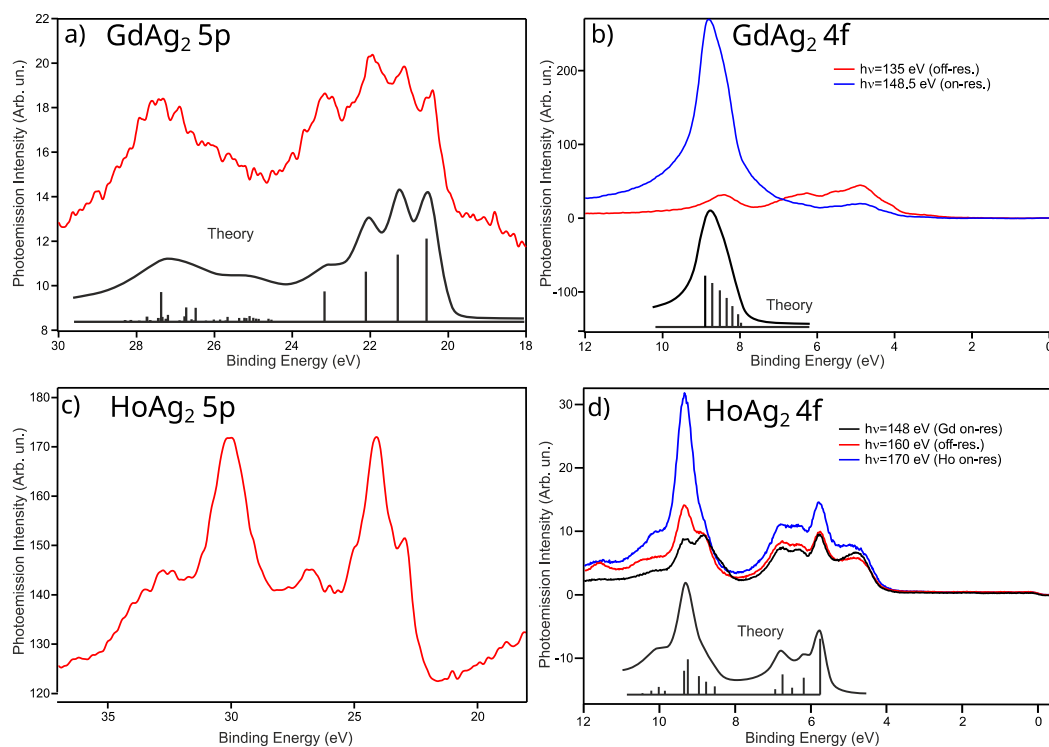 a) GdAg2 5p
Photoemission Intensity (Arb. un.)
22
20
18
16
14
12
10
8
Theory
30 28 26 24 22 20 18
Binding Energy (eV)
b) GdAg2 4f
Photoemission Intensity (Arb. un.)
200
100
0
-100
hν=135 eV (off-res.)
hν=148.5 eV (on-res.)
Theory
12 10 8 6 4 2 0
Binding Energy (eV)
c) HoAg2 5p
Photoemission Intensity (Arb. un.)
180
170
160
150
140
130
120
35 30 25 20
Binding Energy (eV)
d) HoAg2 4f
Photoemission Intensity (Arb. un.)
30
20
10
0
-10
hν=148 eV (Gd on-res)
hν=160 eV (off-res.)
hν=170 eV (Ho on-res)
Theory
12 10 8 6 4 2 0
Binding Energy (eV)